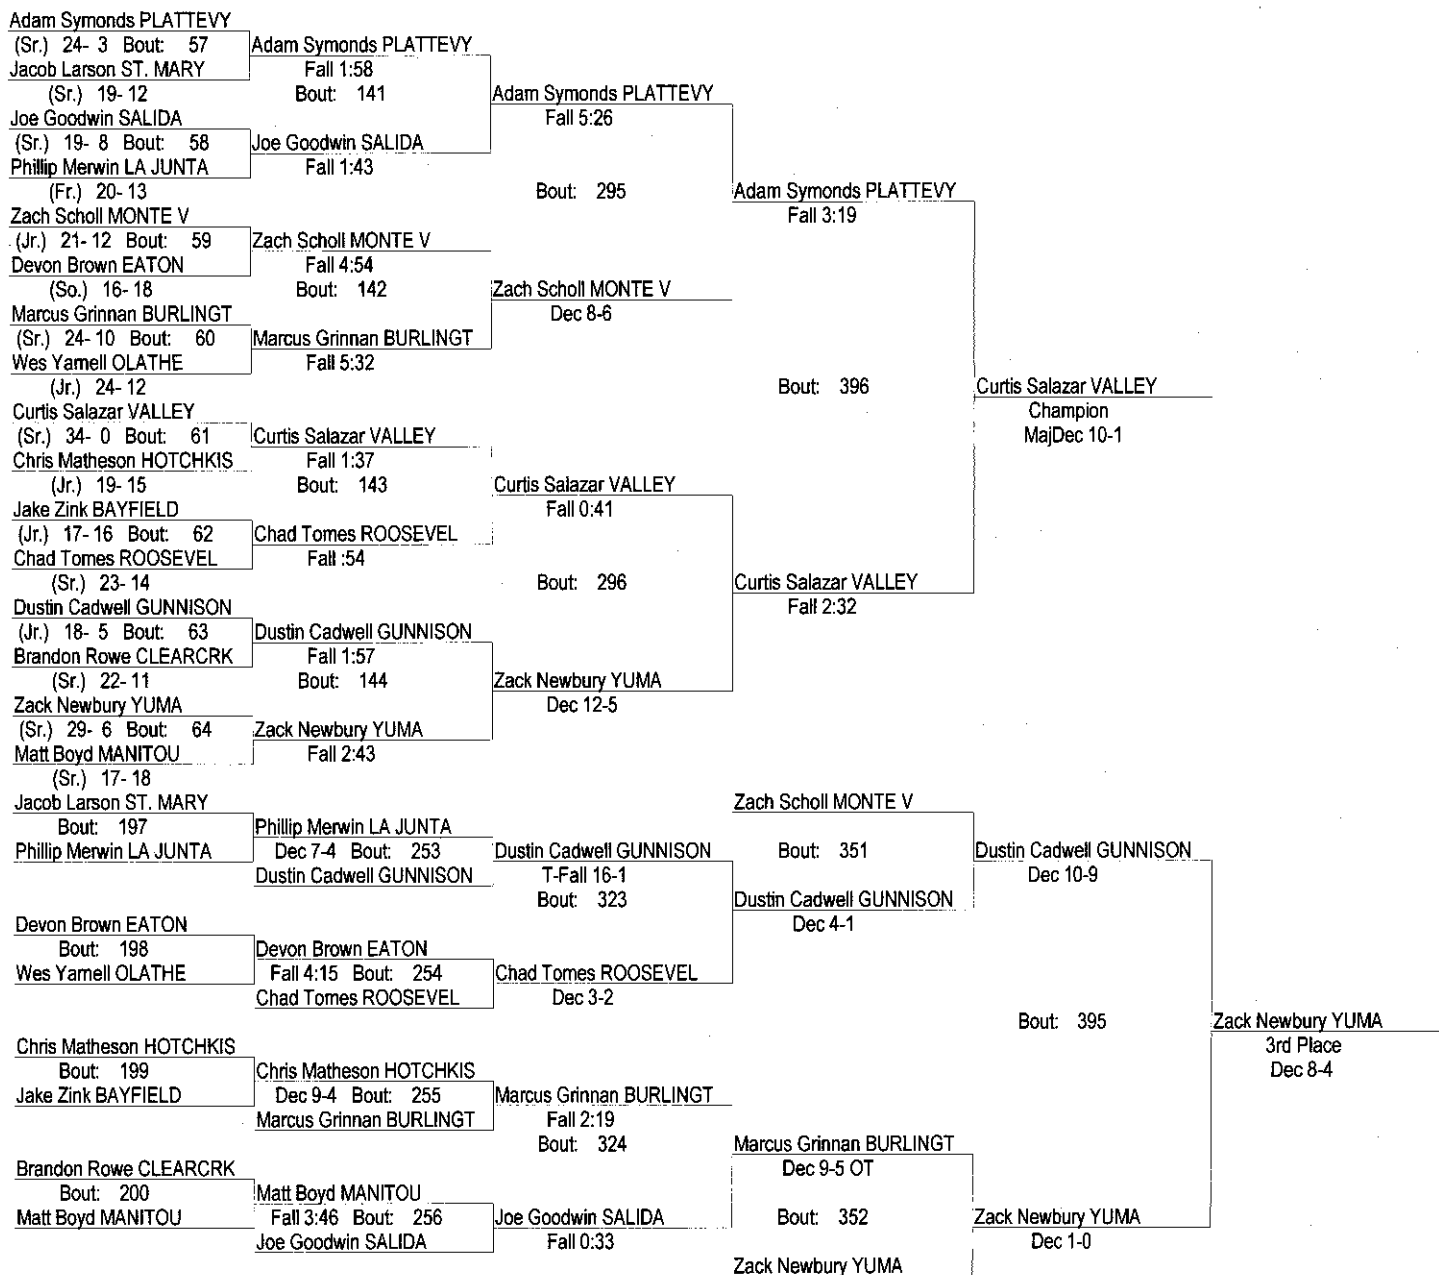 Adam Symonds PLATTEVY
(Sr.) 24- 3 Bout: 57
Adam Symonds PLATTEVY
Jacob Larson ST. MARY
Fall 1:58
(Sr.) 19- 12
Bout: 141
Adam Symonds PLATTEVY
Joe Goodwin SALIDA
Fall 5:26
(Sr.) 19- 8 Bout: 58
Joe Goodwin SALIDA
Phillip Merwin LA JUNTA
Fall 1:43
(Fr.) 20- 13
Bout: 295
Adam Symonds PLATTEVY
Zach Scholl MONTE V
Fall 3:19
(Jr.) 21- 12 Bout: 59
Zach Scholl MONTE V
Devon Brown EATON
Fall 4:54
(So.) 16- 18
Bout: 142
Zach Scholl MONTE V
Marcus Grinnan BURLINGT
Dec 8-6
(Sr.) 24- 10 Bout: 60
Marcus Grinnan BURLINGT
Wes Yarnell OLATHE
Fall 5:32
(Jr.) 24- 12
Bout: 396
Curtis Salazar VALLEY
Curtis Salazar VALLEY
Champion
(Sr.) 34- 0 Bout: 61
Curtis Salazar VALLEY
MajDec 10-1
Chris Matheson HOTCHKIS
Fall 1:37
(Jr.) 19- 15
Bout: 143
Curtis Salazar VALLEY
Jake Zink BAYFIELD
Fall 0:41
(Jr.) 17- 16 Bout: 62
Chad Tomes ROOSEVEL
Chad Tomes ROOSEVEL
Fall :54
(Sr.) 23- 14
Bout: 296
Curtis Salazar VALLEY
Dustin Cadwell GUNNISON
Fall 2:32
(Jr.) 18- 5 Bout: 63
Dustin Cadwell GUNNISON
Brandon Rowe CLEARCRK
Fall 1:57
(Sr.) 22- 11
Bout: 144
Zack Newbury YUMA
Zack Newbury YUMA
Dec 12-5
(Sr.) 29- 6 Bout: 64
Zack Newbury YUMA
Matt Boyd MANITOU
Fall 2:43
(Sr.) 17- 18
Jacob Larson ST. MARY
Zach Scholl MONTE V
Bout: 197
Phillip Merwin LA JUNTA
Phillip Merwin LA JUNTA
Dec 7-4 Bout: 253
Dustin Cadwell GUNNISON
Bout: 351
Dustin Cadwell GUNNISON
Dustin Cadwell GUNNISON
T-Fall 16-1
Dec 10-9
Bout: 323
Dustin Cadwell GUNNISON
Devon Brown EATON
Dec 4-1
Bout: 198
Devon Brown EATON
Wes Yarnell OLATHE
Fall 4:15 Bout: 254
Chad Tomes ROOSEVEL
Chad Tomes ROOSEVEL
Dec 3-2
Bout: 395
Zack Newbury YUMA
Chris Matheson HOTCHKIS
3rd Place
Bout: 199
Chris Matheson HOTCHKIS
Dec 8-4
Jake Zink BAYFIELD
Dec 9-4 Bout: 255
Marcus Grinnan BURLINGT
Marcus Grinnan BURLINGT
Fall 2:19
Bout: 324
Marcus Grinnan BURLINGT
Brandon Rowe CLEARCRK
Dec 9-5 OT
Bout: 200
Matt Boyd MANITOU
Matt Boyd MANITOU
Fall 3:46 Bout: 256
Joe Goodwin SALIDA
Bout: 352
Zack Newbury YUMA
Joe Goodwin SALIDA
Fall 0:33
Dec 1-0
Zack Newbury YUMA